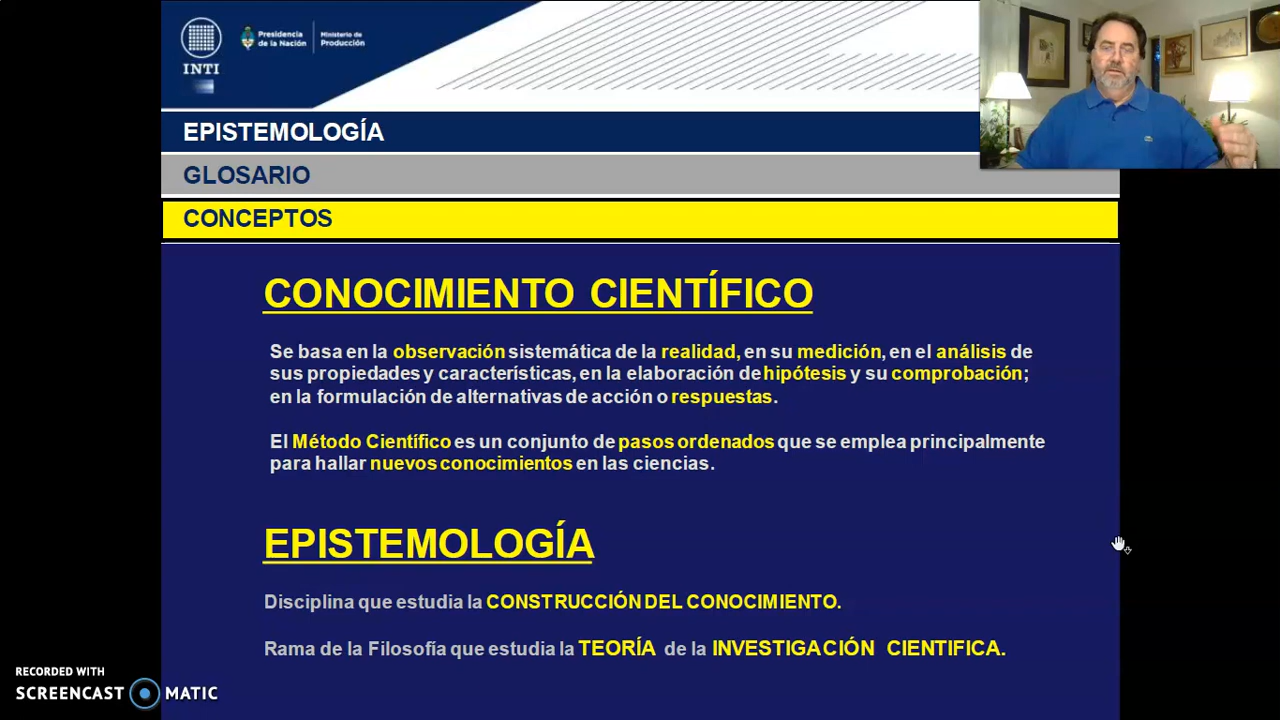 INTI
Presidencia
de la Nación
Ministerio de
Producción
EPISTEMOLOGÍA
GLOSARIO
CONCEPTOS
CONOCIMIENTO CIENTÍFICO
Se basa en la observación sistemática de la realidad, en su medición, en el análisis de
sus propiedades y características, en la elaboración de hipótesis y su comprobación;
en la formulación de alternativas de acción o respuestas.
El Método Científico es un conjunto de pasos ordenados que se emplea principalmente
para hallar nuevos conocimientos en las ciencias.
EPISTEMOLOGÍA
Disciplina que estudia la CONSTRUCCIÓN DEL CONOCIMIENTO.
Rama de la Filosofía que estudia la TEORÍA de la INVESTIGACIÓN CIENTIFICA.
RECORDED WITH
SCREENCAST MATIC